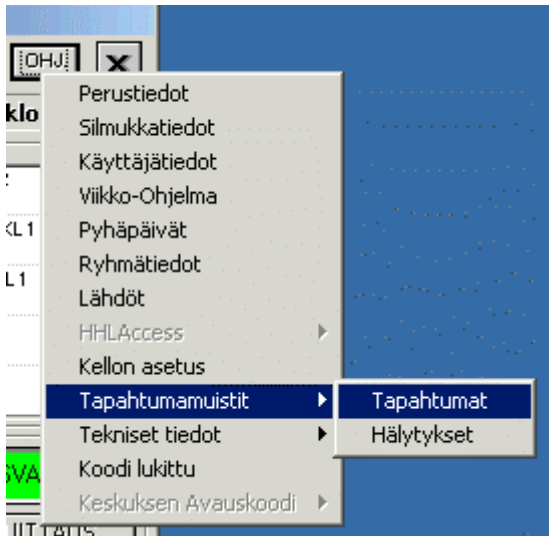 OHJ
Perustiedot
klo
Silmukkatiedot
Käyttäjätiedot
Viikko-Ohjelma
KL1 Pyhäpäivät
Ryhmätiedot
L1
Lähdöt
HHLAccess
Kellon asetus
Tapahtumamuistit Tapahtumat
Tekniset tiedot Hälytykset
Koodi lukittu
Keskuksen Avauskoodi